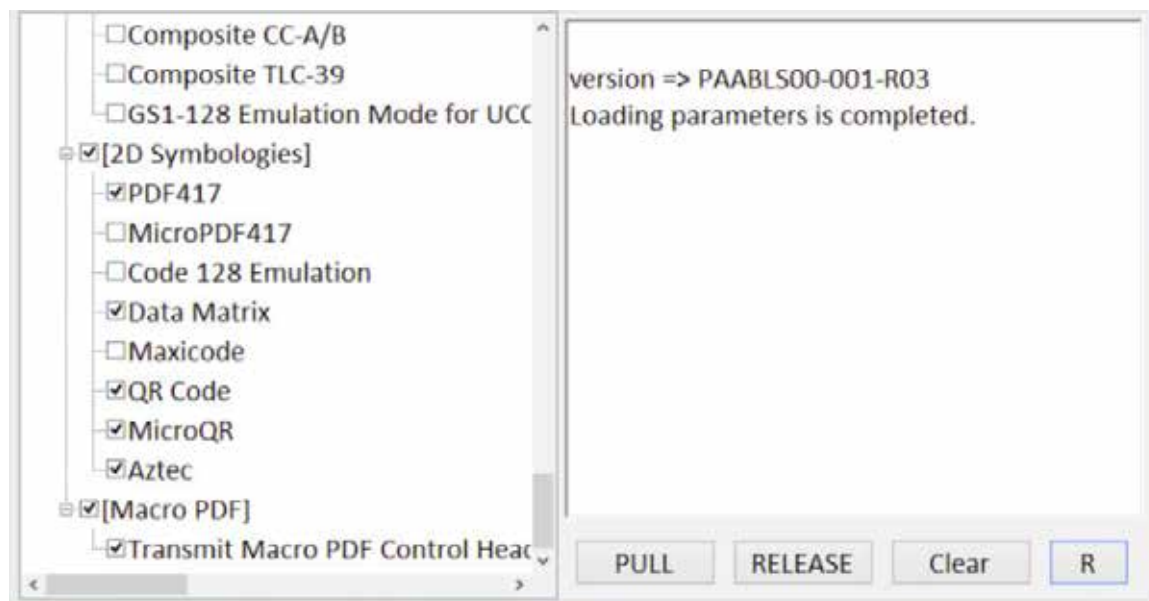 Composite CC-A/B
Composite TLC-39
GS1-128 Emulation Mode for UCC
[2D Symbologies]
PDF417
MicroPDF417
Code 128 Emulation
Data Matrix
Maxicode
QR Code
MicroQR
Aztec
[Macro PDF]
Transmit Macro PDF Control Head
version => PAABLS00-001-R03
Loading parameters is completed.
PULL RELEASE Clear R